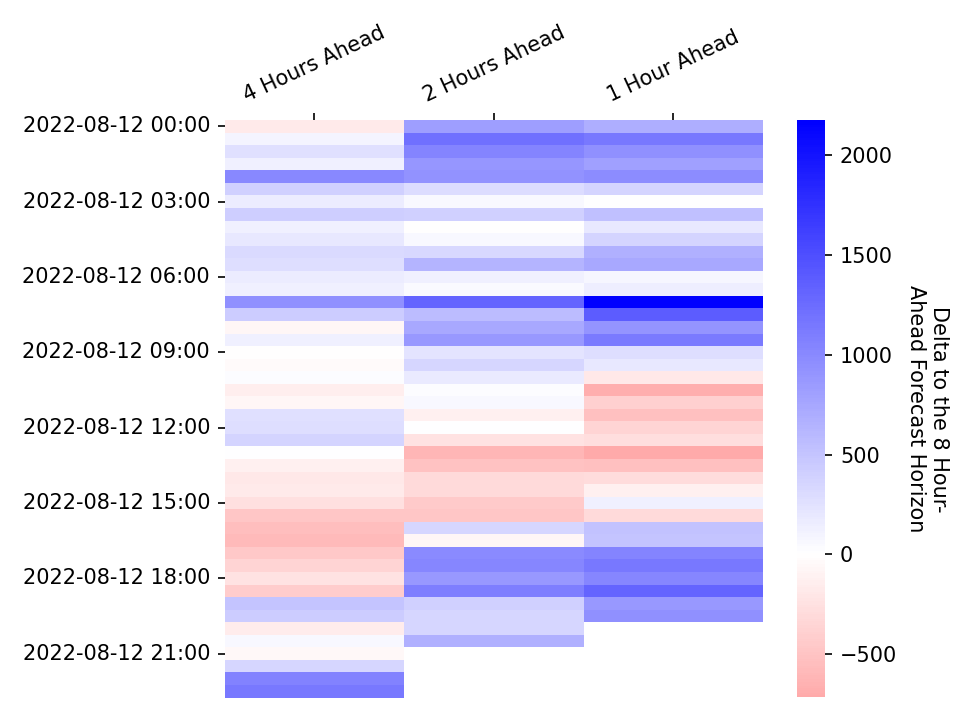 4 Hours Ahead
2 Hours Ahead
1 Hour Ahead
2022-08-12 00:00
2022-08-12 03:00
2022-08-12 06:00
2022-08-12 09:00
2022-08-12 12:00
2022-08-12 15:00
2022-08-12 18:00
2022-08-12 21:00
2000
1500
1000
500
0
−500
Delta to the 8 Hour-
Ahead Forecast Horizon